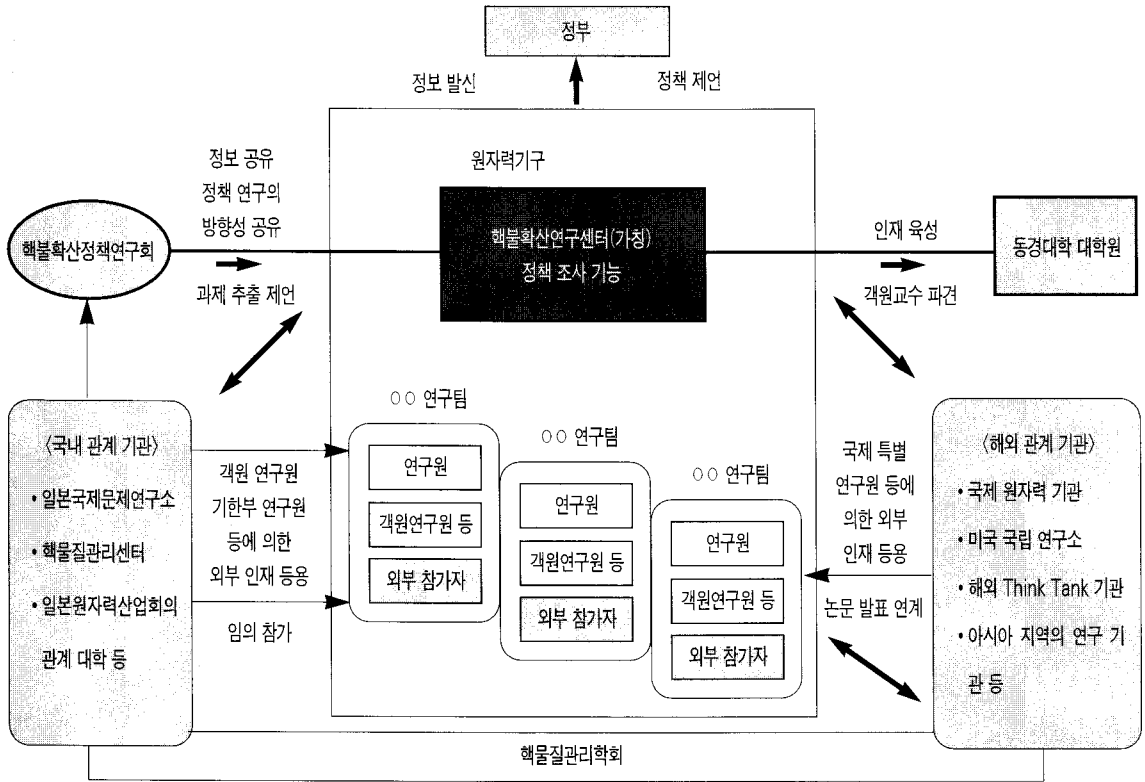 정부
정보 발신
정책 제언
원자력기구
정보 공유
정책 연구의
방향성 공유
핵불확산정책연구회
핵불확산연구센터(가칭)
정책 조사 기능
인재 육성
동경대학 대학원
과제 추출 제언
객원교수 파견
○○ 연구팀
연구원
객원연구원 등
외부 참가자
○○ 연구팀
연구원
객원연구원 등
외부 참가자
○○ 연구팀
연구원
객원연구원 등
외부 참가자
〈국내 관계 기관〉
• 일본국제문제연구소
• 핵물질관리센터
• 일본원자력산업회의
관계 대학 등
객원 연구원
기한부 연구원
등에 의한
외부 인재 등용
임의 참가
국제 특별
연구원 등에
의한 외부
인재 등용
논문 발표 연계
〈해외 관계 기관〉
• 국제 원자력 기관
• 미국 국립 연구소
• 해외 Think Tank 기관
• 아시아 지역의 연구 기
관 등
핵물질관리학회